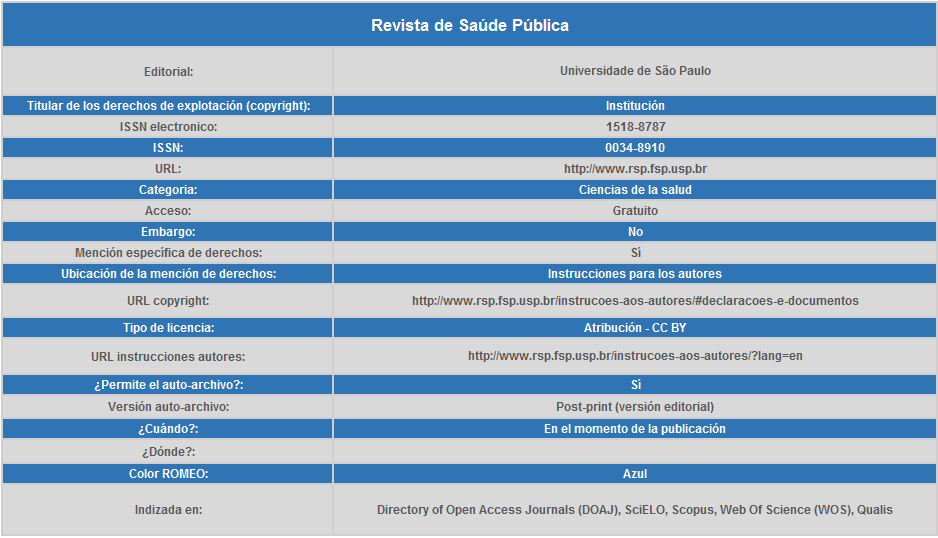 Revista de Saúde Pública
Editorial: Universidade de São Paulo
Titular de los derechos de explotación (copyright): Institución
ISSN electronico: 1518-8787
ISSN: 0034-8910
URL: http://www.rsp.fsp.usp.br
Categoria: Ciencias de la salud
Acceso: Gratuito
Embargo: No
Mención específica de derechos: Sí
Ubicación de la mención de derechos: Instrucciones para los autores
URL copyright: http://www.rsp.fsp.usp.br/instrucoes-aos-autores/#declaracoes-e-documentos
Tipo de licencia: Atribución - CC BY
URL instrucciones autores: http://www.rsp.fsp.usp.br/instrucoes-aos-autores/?lang=en
¿Permite el auto-archivo?: Sí
Versión auto-archivo: Post-print (versión editorial)
¿Cuándo?: En el momento de la publicación
¿Dónde?:
Color ROMEO: Azul
Indizada en: Directory of Open Access Journals (DOAJ), SciELO, Scopus, Web Of Science (WOS), Qualis